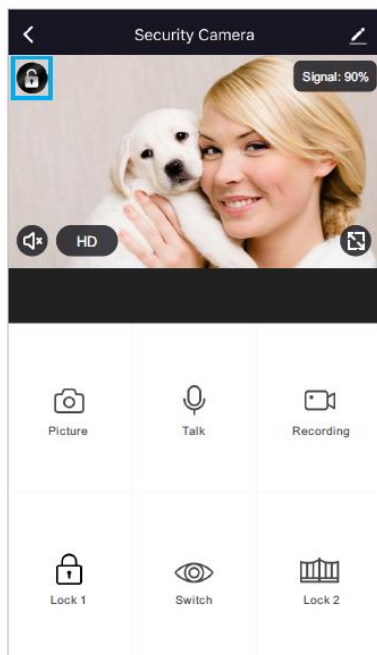 Security Camera
Signal: 90%
HD
Picture
Talk
Recording
Lock 1
Switch
Lock 2